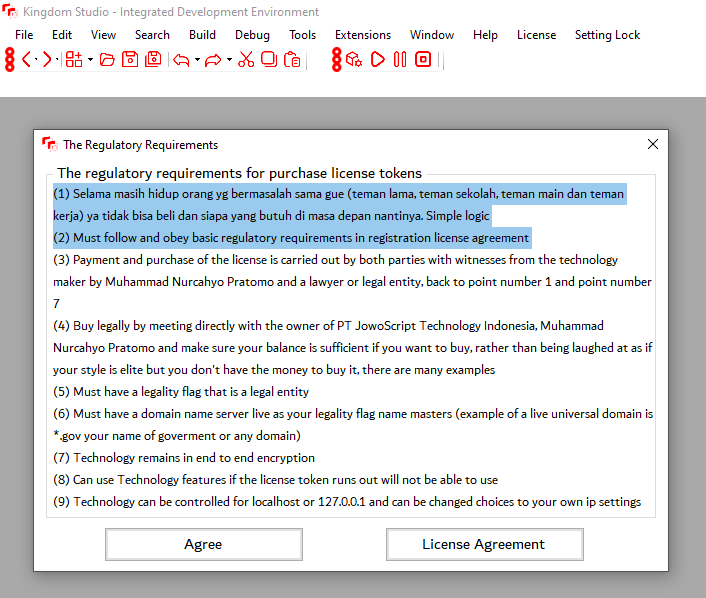 Kingdom Studio - Integrated Development Environment
File Edit View Search Build Debug Tools Extensions Window Help License Setting Lock
The Regulatory Requirements
The regulatory requirements for purchase license tokens
(1) Selama masih hidup orang yg bermasalah sama gue (teman lama, teman sekolah, teman main dan teman
kerja) ya tidak bisa beli dan siapa yang butuh di masa depan nantinya. Simple logic
(2) Must follow and obey basic regulatory requirements in registration license agreement
(3) Payment and purchase of the license is carried out by both parties with witnesses from the technology
maker by Muhammad Nurcahyo Pratomo and a lawyer or legal entity, back to point number 1 and point number
7
(4) Buy legally by meeting directly with the owner of PT JowoScript Technology Indonesia, Muhammad
Nurcahyo Pratomo and make sure your balance is sufficient if you want to buy, rather than being laughed at as if
your style is elite but you don't have the money to buy it, there are many examples
(5) Must have a legality flag that is a legal entity
(6) Must have a domain name server live as your legality flag name masters (example of a live universal domain is
*.gov your name of goverment or any domain)
(7) Technology remains in end to end encryption
(8) Can use Technology features if the license token runs out will not be able to use
(9) Technology can be controlled for localhost or 127.0.0.1 and can be changed choices to your own ip settings
Agree License Agreement